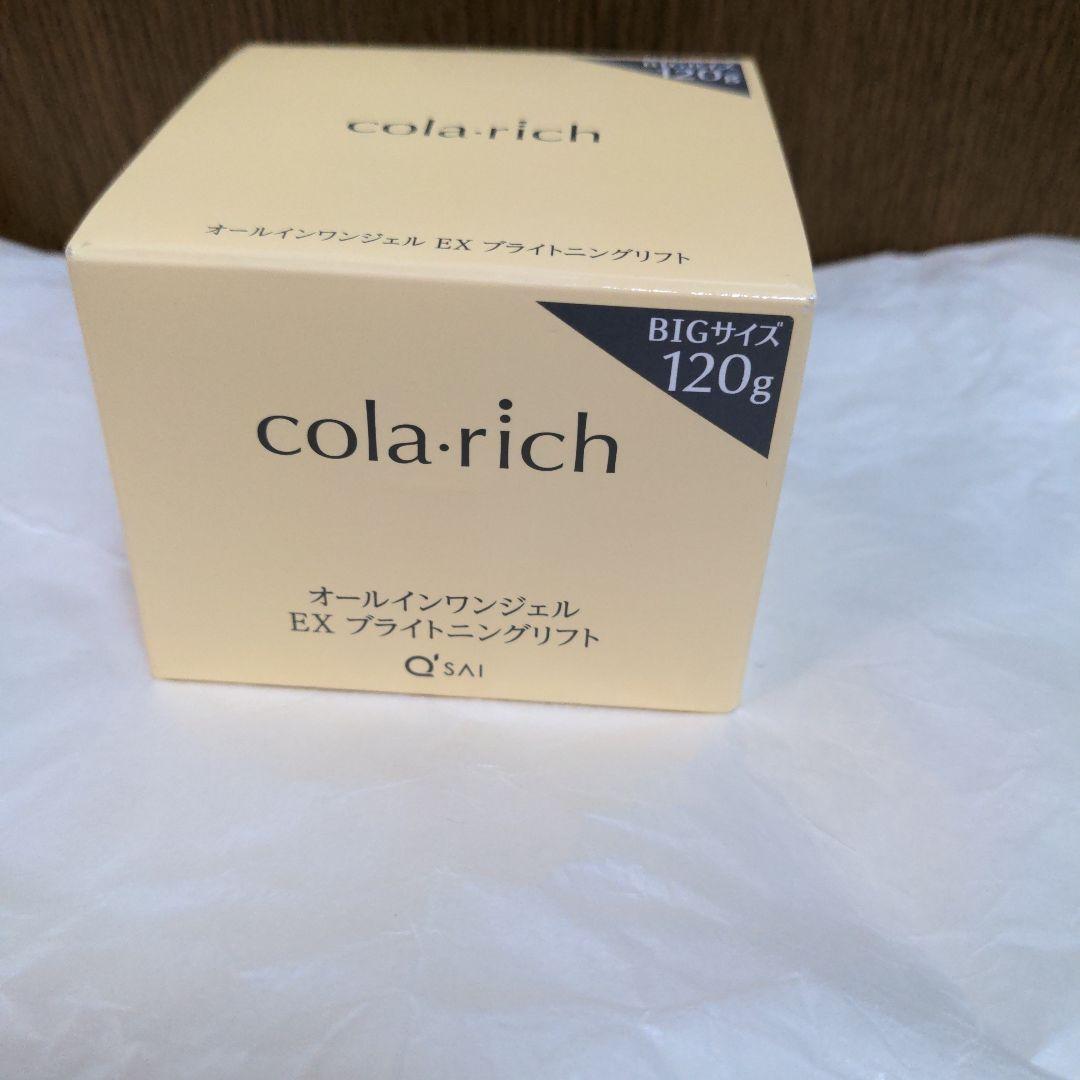 120g
cola·rich
オールインワンジェル EX ブライトニングリフト
BIGサイズ
120g
cola·rich
オールインワンジェル
EX ブライトニングリフト
Q'SAI